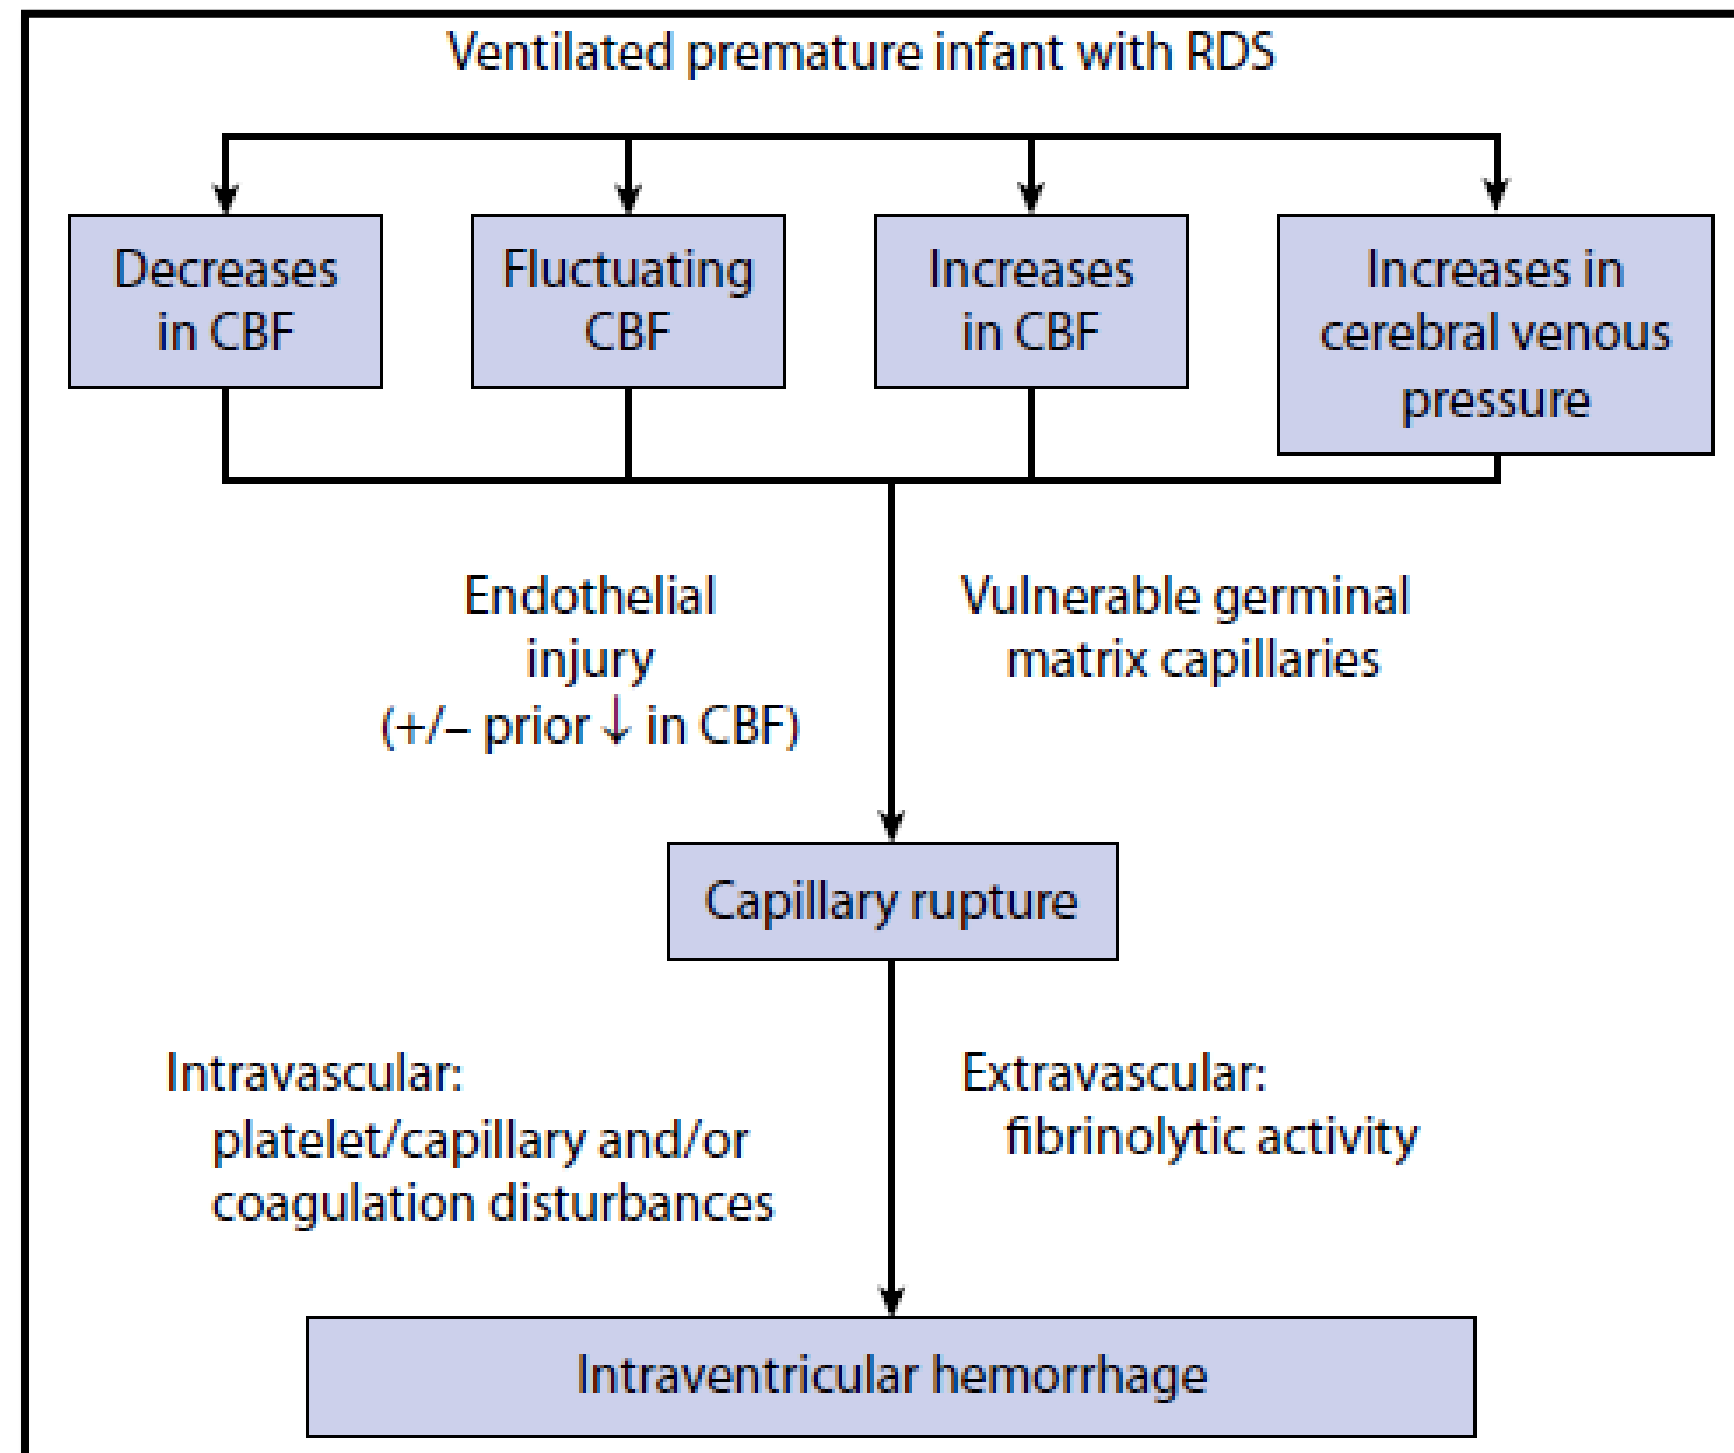 Ventilated premature infant with RDS
Decreases
in CBF
Fluctuating
CBF
Increases
in CBF
Increases in
cerebral venous
pressure
Endothelial
injury
(+/– prior ↓ in CBF)
Vulnerable germinal
matrix capillaries
Capillary rupture
Intravascular:
platelet/capillary and/or
coagulation disturbances
Extravascular:
fibrinolytic activity
Intraventricular hemorrhage